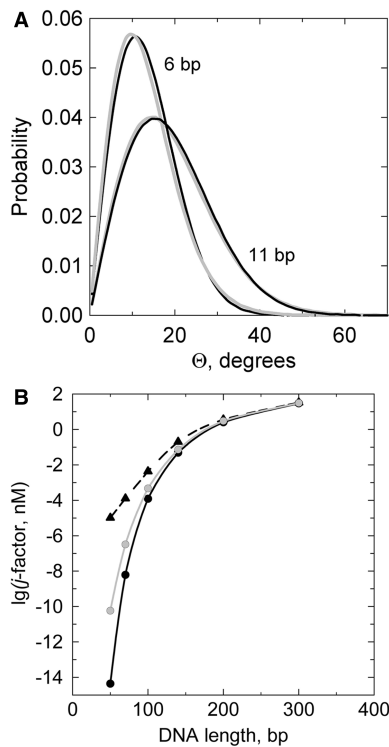 A
0.06
0.05
0.04
0.03
0.02
0.01
0.00
Probability
6 bp
11 bp
0 20 40 60
Θ, degrees
B
2
0
-2
-4
-6
-8
-10
-12
-14
lg(j-factor, nM)
0 100 200 300 400
DNA length, bp